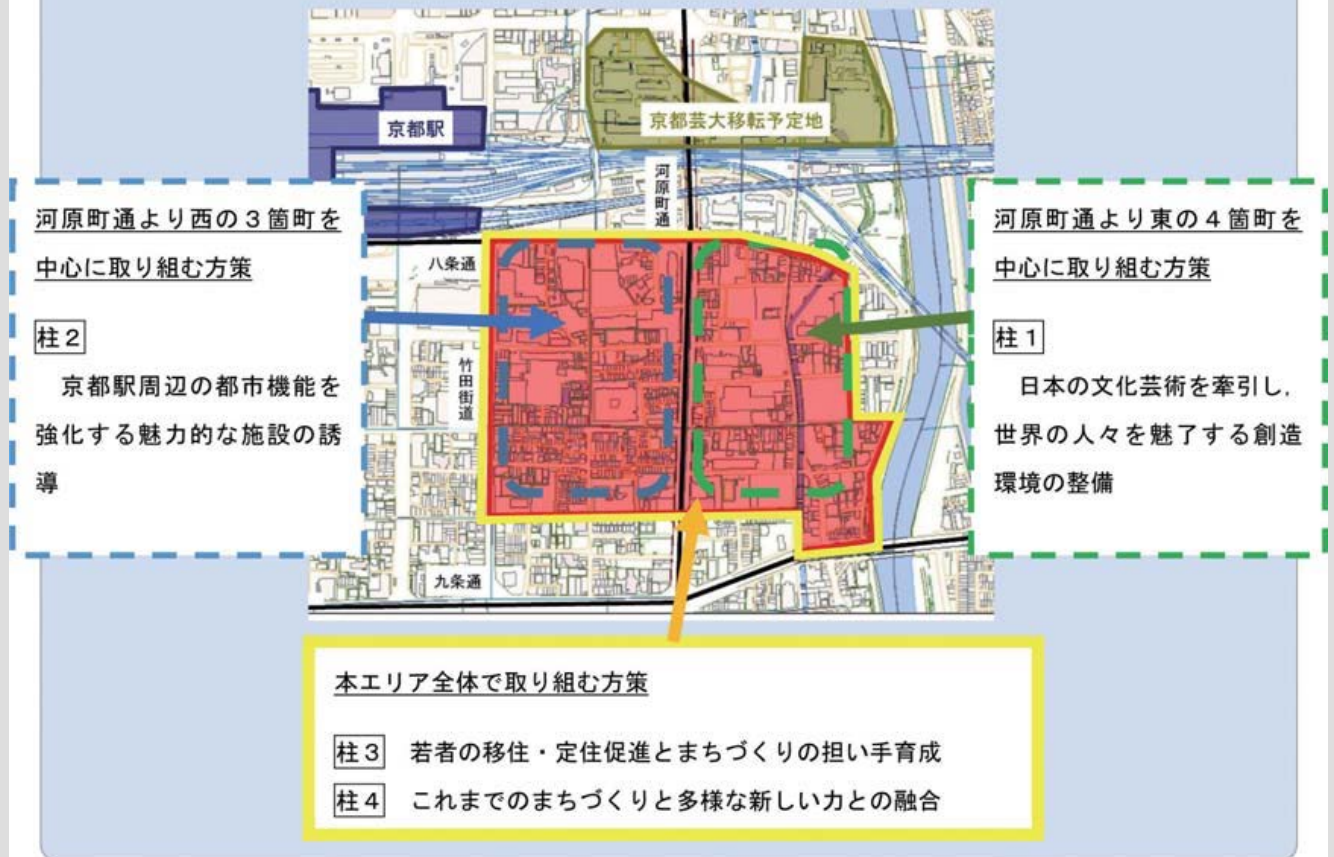 京都駅
京都芸大移転予定地
河原町通
八条通
竹田街道
九条通
河原町通より西の3箇町を
中心に取り組む方策
柱2
京都駅周辺の都市機能を
強化する魅力的な施設の誘
導
河原町通より東の4箇町を
中心に取り組む方策
柱1
日本の文化芸術を牽引し,
世界の人々を魅了する創造
環境の整備
本エリア全体で取り組む方策
柱3 若者の移住・定住促進とまちづくりの担い手育成
柱4 これまでのまちづくりと多様な新しい力との融合